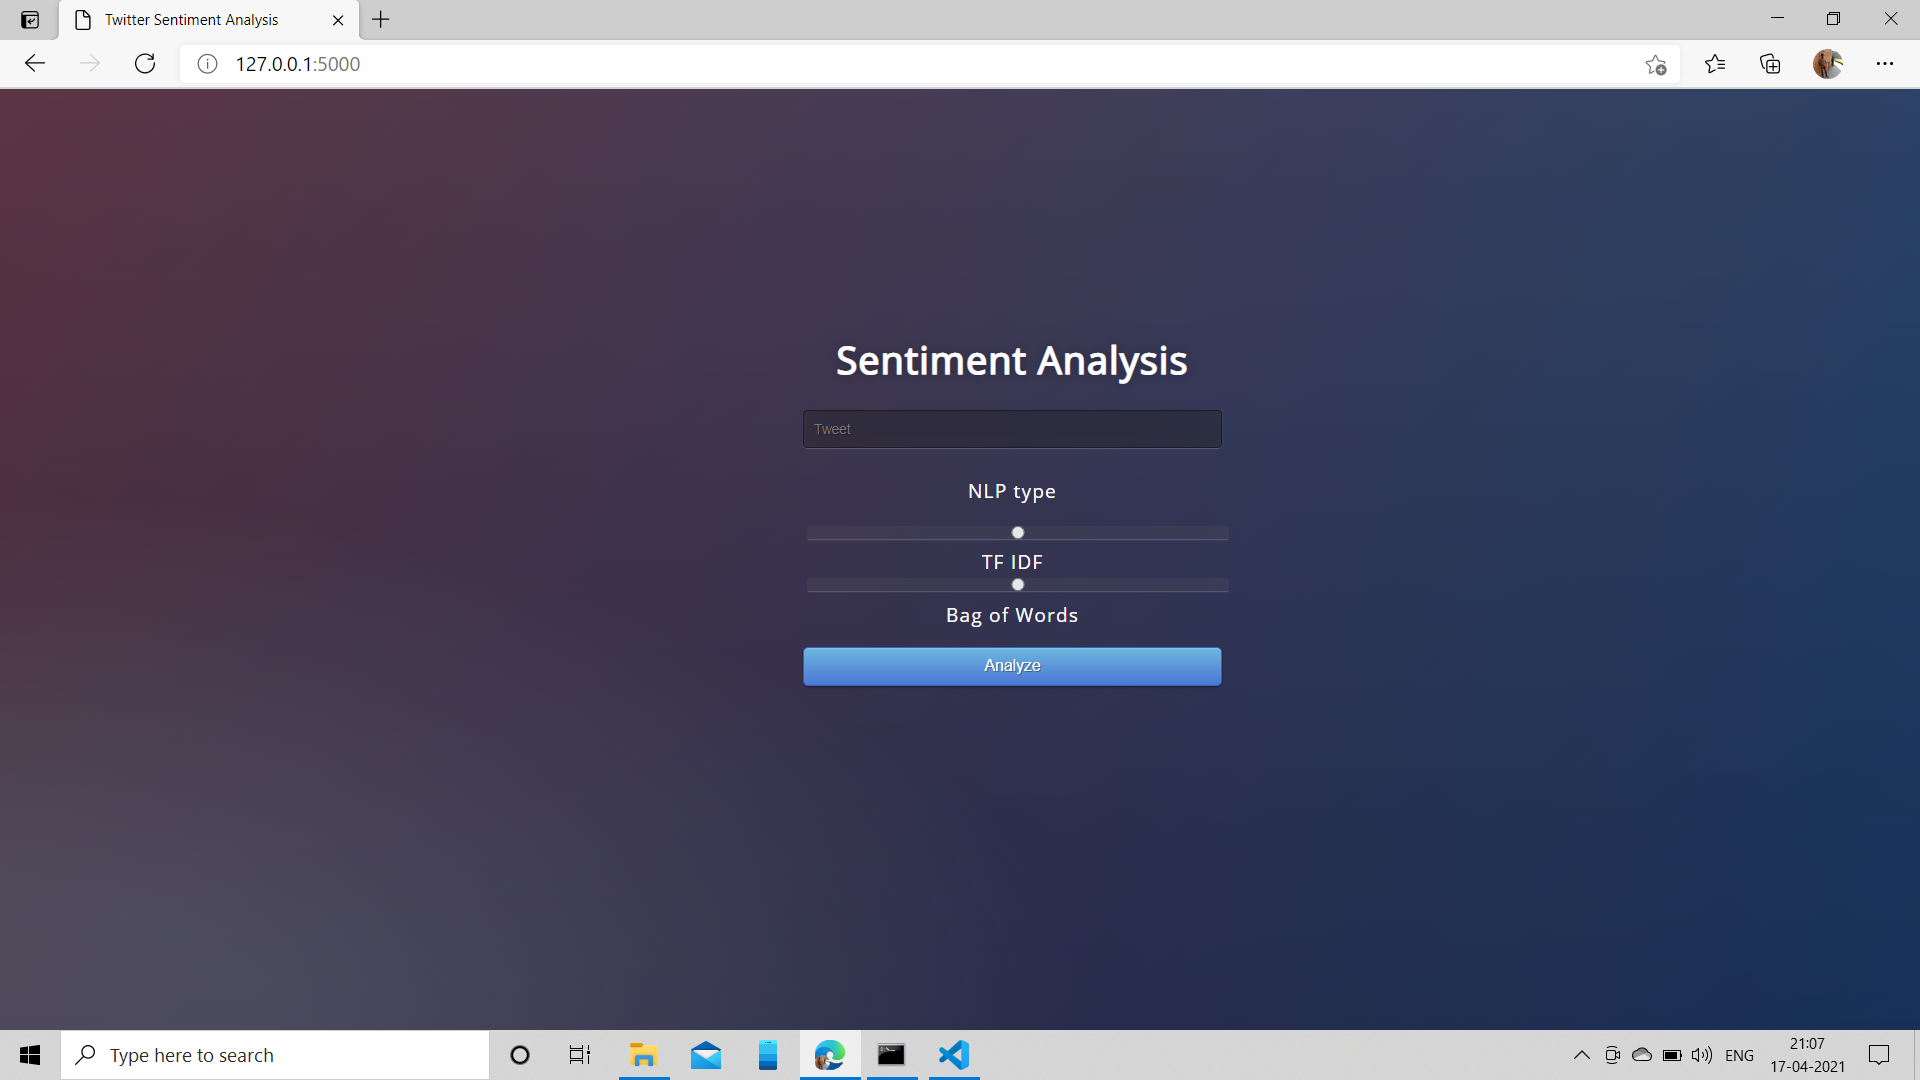 Twitter Sentiment Analysis
127.0.0.1:5000
Sentiment Analysis
Tweet
NLP type
TF IDF
Bag of Words
Analyze
Type here to search
ENG
21:07
17-04-2021